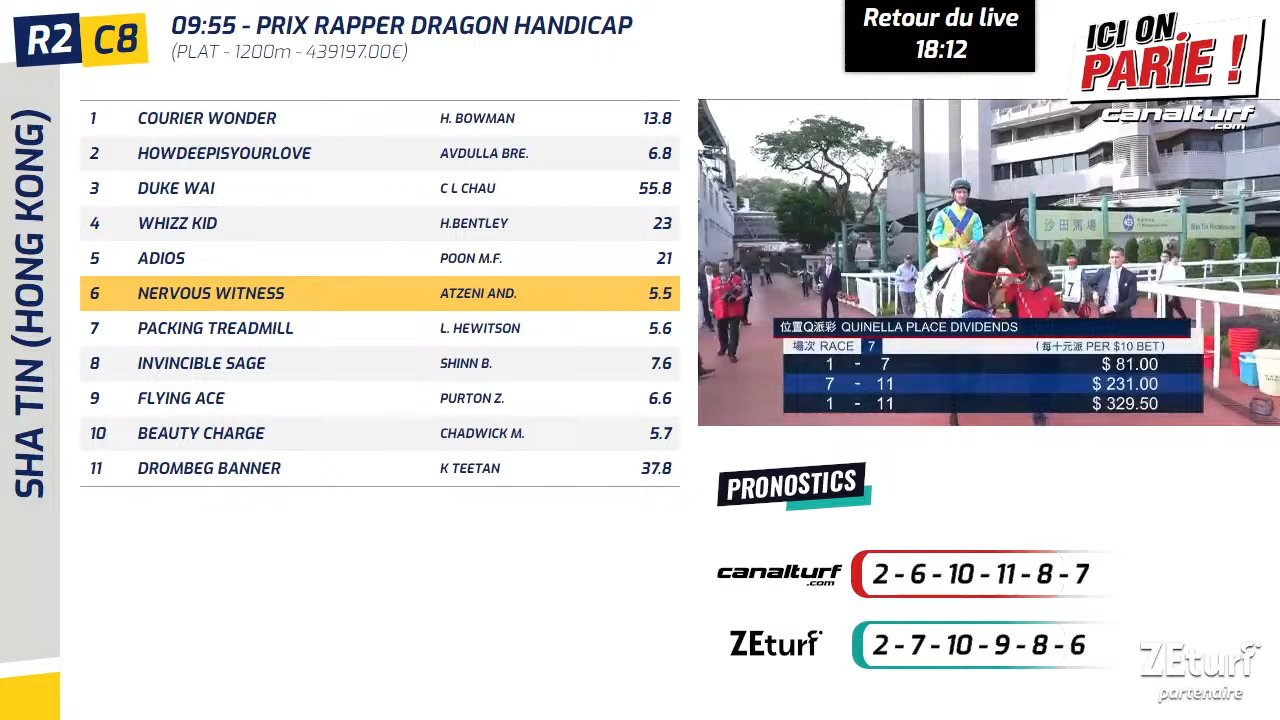 R2 C8
09:55 - PRIX RAPPER DRAGON HANDICAP
(PLAT - 1200m - 439197.00€)
Retour du live
18:12
ICI ON
PARIE !
canalturf
.com
SHA TIN (HONG KONG)
1 COURIER WONDER H. BOWMAN 13.8
2 HOWDEEPISYOURLOVE AVDULLA BRE. 6.8
3 DUKE WAI C L CHAU 55.8
4 WHIZZ KID H.BENTLEY 23
5 ADIOS POON M.F. 21
6 NERVOUS WITNESS ATZENI AND. 5.5
7 PACKING TREADMILL L. HEWITSON 5.6
8 INVINCIBLE SAGE SHINN B. 7.6
9 FLYING ACE PURTON Z. 6.6
10 BEAUTY CHARGE CHADWICK M. 5.7
11 DROMBEG BANNER K TEETAN 37.8
沙田馬場
7
位置Q派彩 QUINELLA PLACE DIVIDENDS
場次 RACE 7 (每十元派 PER $10 BET)
1 - 7 $ 81.00
7 - 11 $ 231.00
1 - 11 $ 329.50
PRONOSTICS
canalturf
.com
2 - 6 - 10 - 11 - 8 - 7
ZEturf
2 - 7 - 10 - 9 - 8 - 6
ZEturf
partenaire